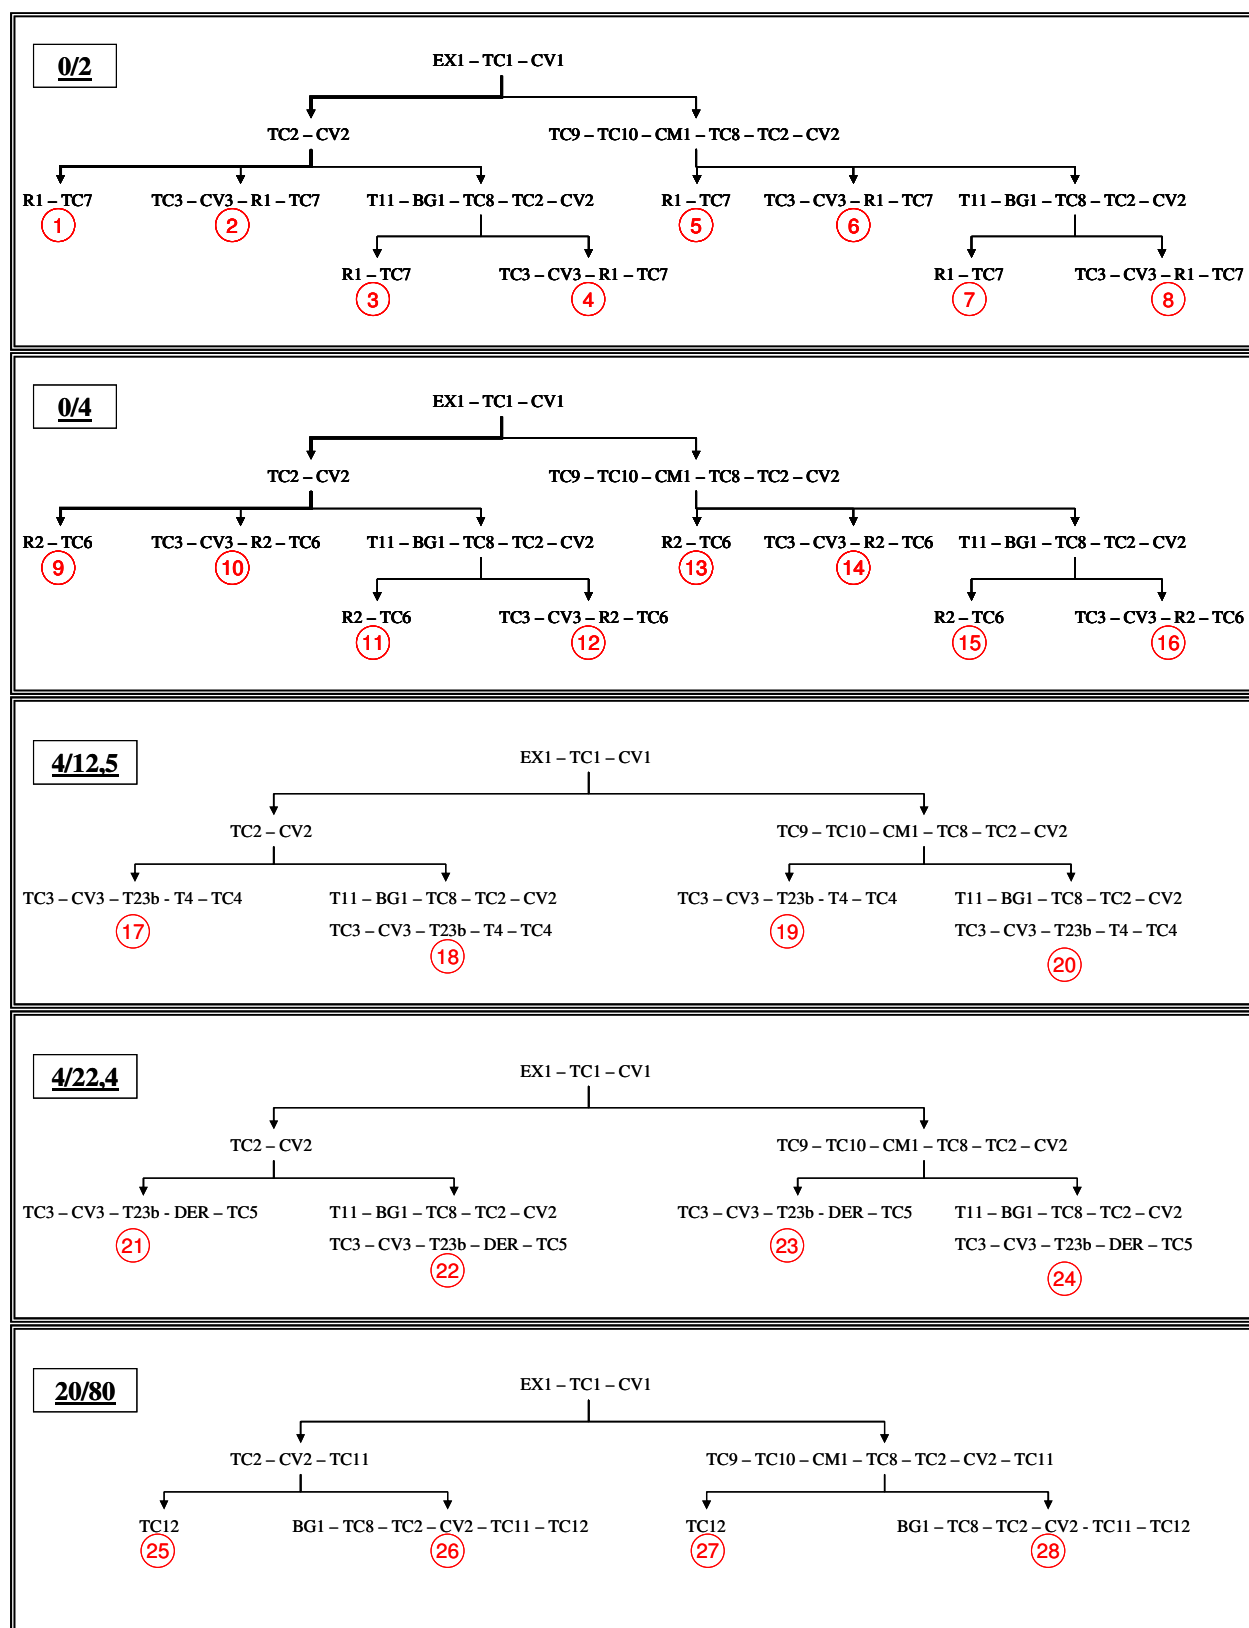 0/2
EX1 – TC1 – CV1
TC2 – CV2 TC9 – TC10 – CM1 – TC8 – TC2 – CV2
R1 – TC7 TC3 – CV3 – R1 – TC7 T11 – BG1 – TC8 – TC2 – CV2 R1 – TC7 TC3 – CV3 – R1 – TC7 T11 – BG1 – TC8 – TC2 – CV2
1 2 5 6
R1 – TC7 TC3 – CV3 – R1 – TC7 R1 – TC7 TC3 – CV3 – R1 – TC7
3 4 7 8
0/4
EX1 – TC1 – CV1
TC2 – CV2 TC9 – TC10 – CM1 – TC8 – TC2 – CV2
R2 – TC6 TC3 – CV3 – R2 – TC6 T11 – BG1 – TC8 – TC2 – CV2 R2 – TC6 TC3 – CV3 – R2 – TC6 T11 – BG1 – TC8 – TC2 – CV2
9 10 13 14
R2 – TC6 TC3 – CV3 – R2 – TC6 R2 – TC6 TC3 – CV3 – R2 – TC6
11 12 15 16
4/12,5
EX1 – TC1 – CV1
TC2 – CV2 TC9 – TC10 – CM1 – TC8 – TC2 – CV2
TC3 – CV3 – T23b - T4 – TC4 T11 – BG1 – TC8 – TC2 – CV2 TC3 – CV3 – T23b - T4 – TC4 T11 – BG1 – TC8 – TC2 – CV2
17 TC3 – CV3 – T23b – T4 – TC4 19 TC3 – CV3 – T23b – T4 – TC4
18 20
4/22,4
EX1 – TC1 – CV1
TC2 – CV2 TC9 – TC10 – CM1 – TC8 – TC2 – CV2
TC3 – CV3 – T23b - DER – TC5 T11 – BG1 – TC8 – TC2 – CV2 TC3 – CV3 – T23b - DER – TC5 T11 – BG1 – TC8 – TC2 – CV2
21 TC3 – CV3 – T23b – DER – TC5 23 TC3 – CV3 – T23b – DER – TC5
22 24
20/80
EX1 – TC1 – CV1
TC2 – CV2 – TC11 TC9 – TC10 – CM1 – TC8 – TC2 – CV2 – TC11
TC12 BG1 – TC8 – TC2 – CV2 – TC11 – TC12 TC12 BG1 – TC8 – TC2 – CV2 - TC11 – TC12
25 26 27 28